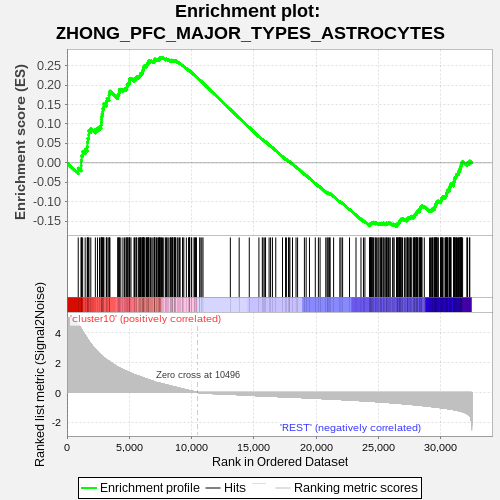 Enrichment plot:
ZHONG_PFC_MAJOR_TYPES_ASTROCYTES
Enrichment score (ES)
0.25
0.20
0.15
0.10
0.05
0.00
-0.05
-0.10
-0.15
'cluster10' (positively correlated)
Ranked list metric (Signal2Noise)
4
2
0
-2
Zero cross at 10496
'REST' (negatively correlated)
0
5,000
10,000
15,000
20,000
25,000
30,000
Rank in Ordered Dataset
Enrichment profile
Hits
Ranking metric scores